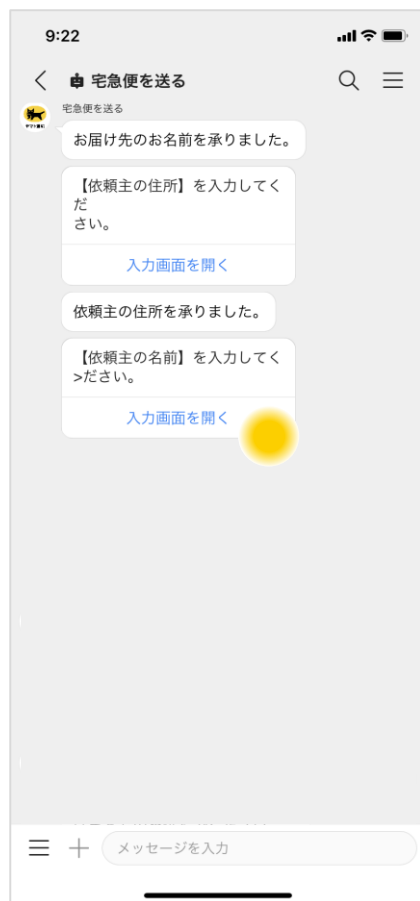 9:22
宅急便を送る
宅急便を送る
お届け先のお名前を承りました。
【依頼主の住所】を入力してく
だ
さい。
入力画面を開く
依頼主の住所を承りました。
【依頼主の名前】を入力してく
>ださい。
入力画面を開く
メッセージを入力